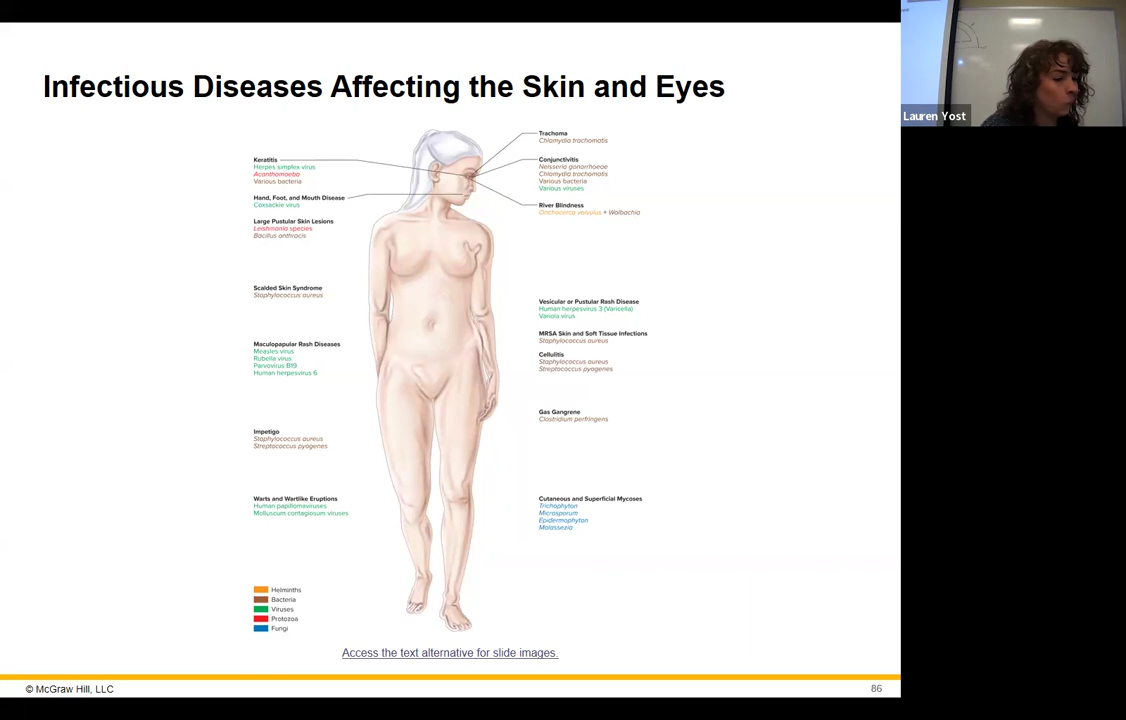 Infectious Diseases Affecting the Skin and Eyes
Lauren Yost
Keratitis
Herpes simplex virus
Acanthamoeba
Various bacteria
Hand, Foot, and Mouth Disease
Coxsackie virus
Large Pustular Skin Lesions
Leishmania species
Bacillus anthracis
Scalded Skin Syndrome
Staphylococcus aureus
Maculopapular Rash Diseases
Measles virus
Rubella virus
Parvovirus B19
Human herpesvirus 6
Impetigo
Staphylococcus aureus
Streptococcus pyogenes
Warts and Wartlike Eruptions
Human papillomaviruses
Molluscum contagiosum viruses
Trachoma
Chlamydia trachomatis
Conjunctivitis
Neisseria gonorrhoeae
Chlamydia trachomatis
Various bacteria
Various viruses
River Blindness
Onchocerca volvulus + Wolbachia
Vesicular or Pustular Rash Disease
Human herpesvirus 3 (Varicella)
Variola virus
MRSA Skin and Soft Tissue Infections
Staphylococcus aureus
Cellulitis
Staphylococcus aureus
Streptococcus pyogenes
Gas Gangrene
Clostridium perfringens
Cutaneous and Superficial Mycoses
Trichophyton
Microsporum
Epidermophyton
Malassezia
Helminths
Bacteria
Viruses
Protozoa
Fungi
Access the text alternative for slide images.
© McGraw Hill, LLC
86